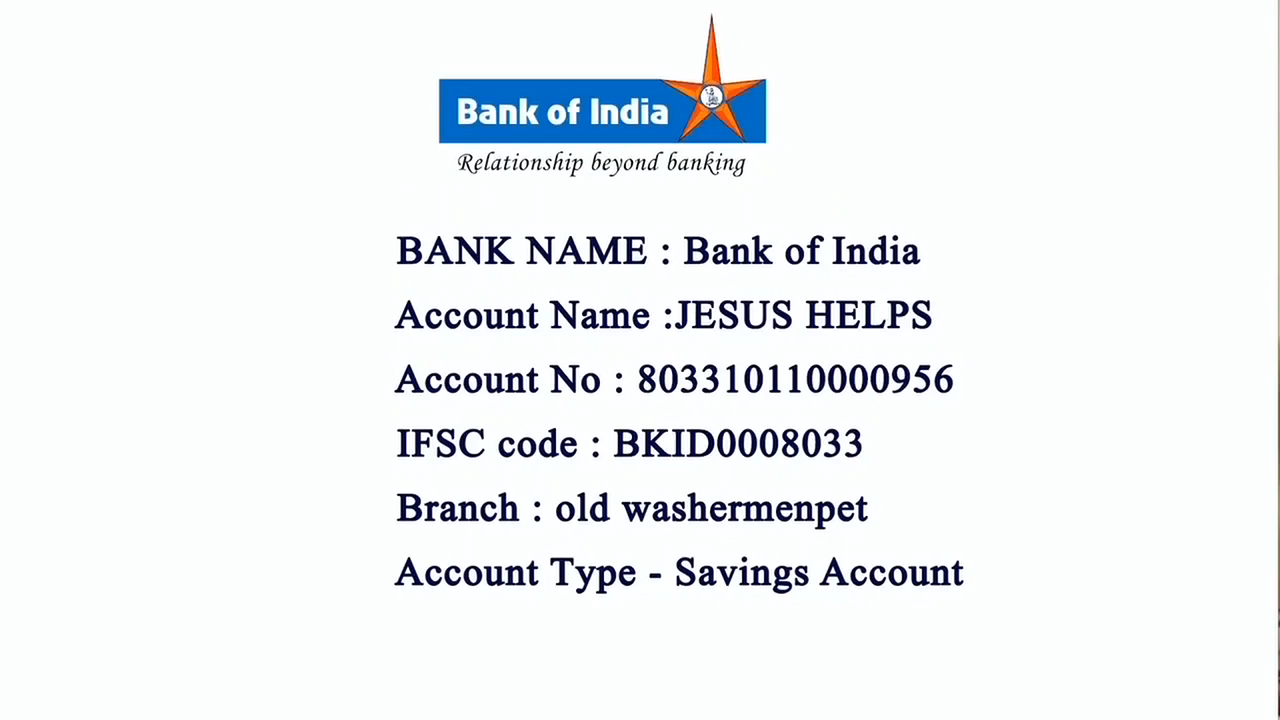 Bank of India
Relationship beyond banking
BANK NAME : Bank of India
Account Name :JESUS HELPS
Account No : 803310110000956
IFSC code : BKID0008033
Branch : old washermenpet
Account Type - Savings Account